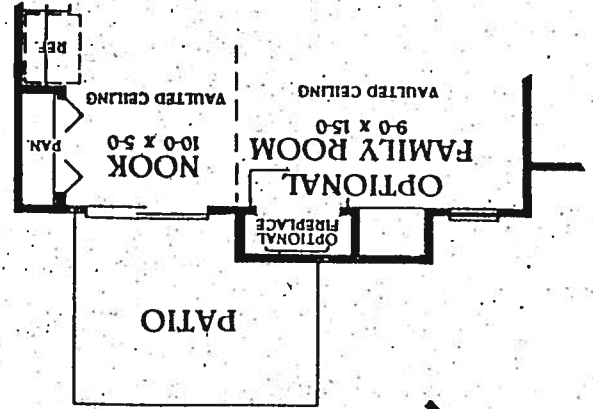 PATIO
OPTIONAL
FIREPLACE
OPTIONAL
FAMILY ROOM
9-0 x 15-0
VAULTED CEILING
NOOK
10-0 x 5-0
VAULTED CEILING
PAN.
REF.